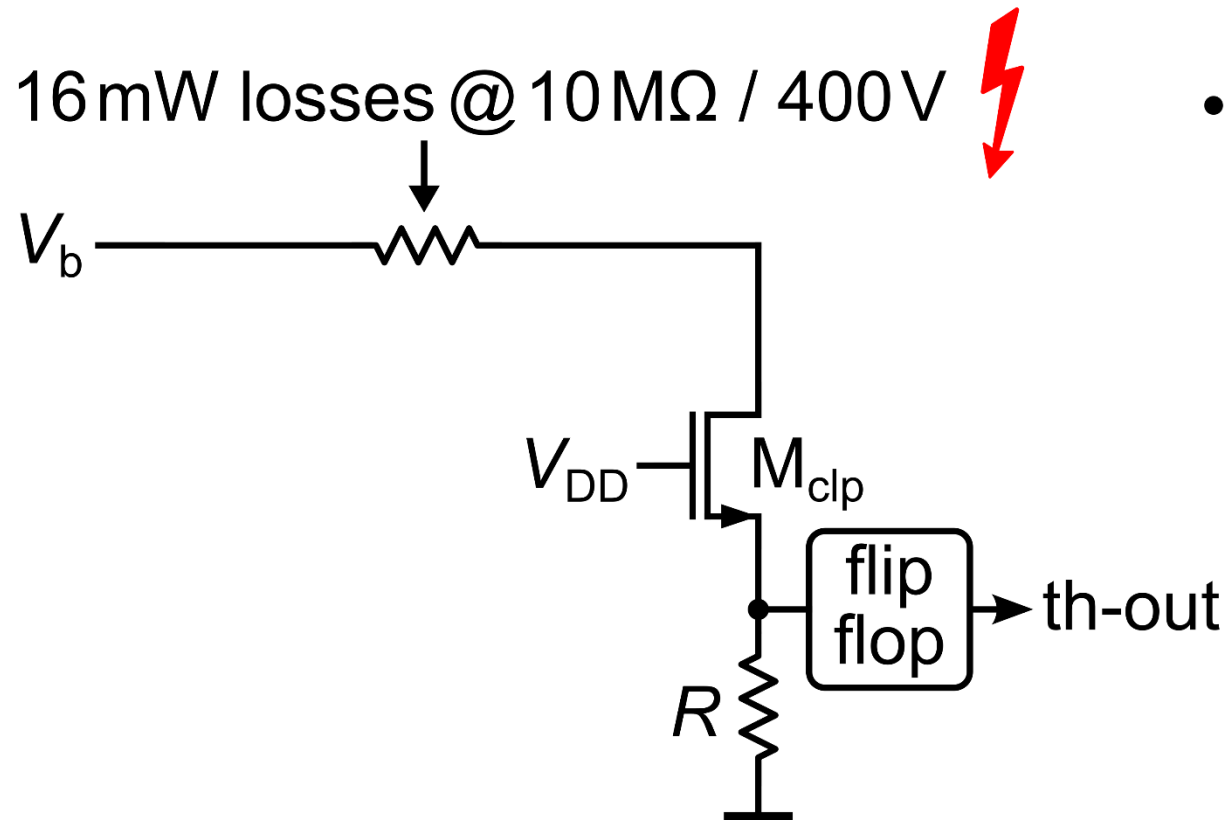 16 mW losses @ 10 MΩ / 400 V
•
V_b
V_DD
M_clp
flip
flop
th-out
R